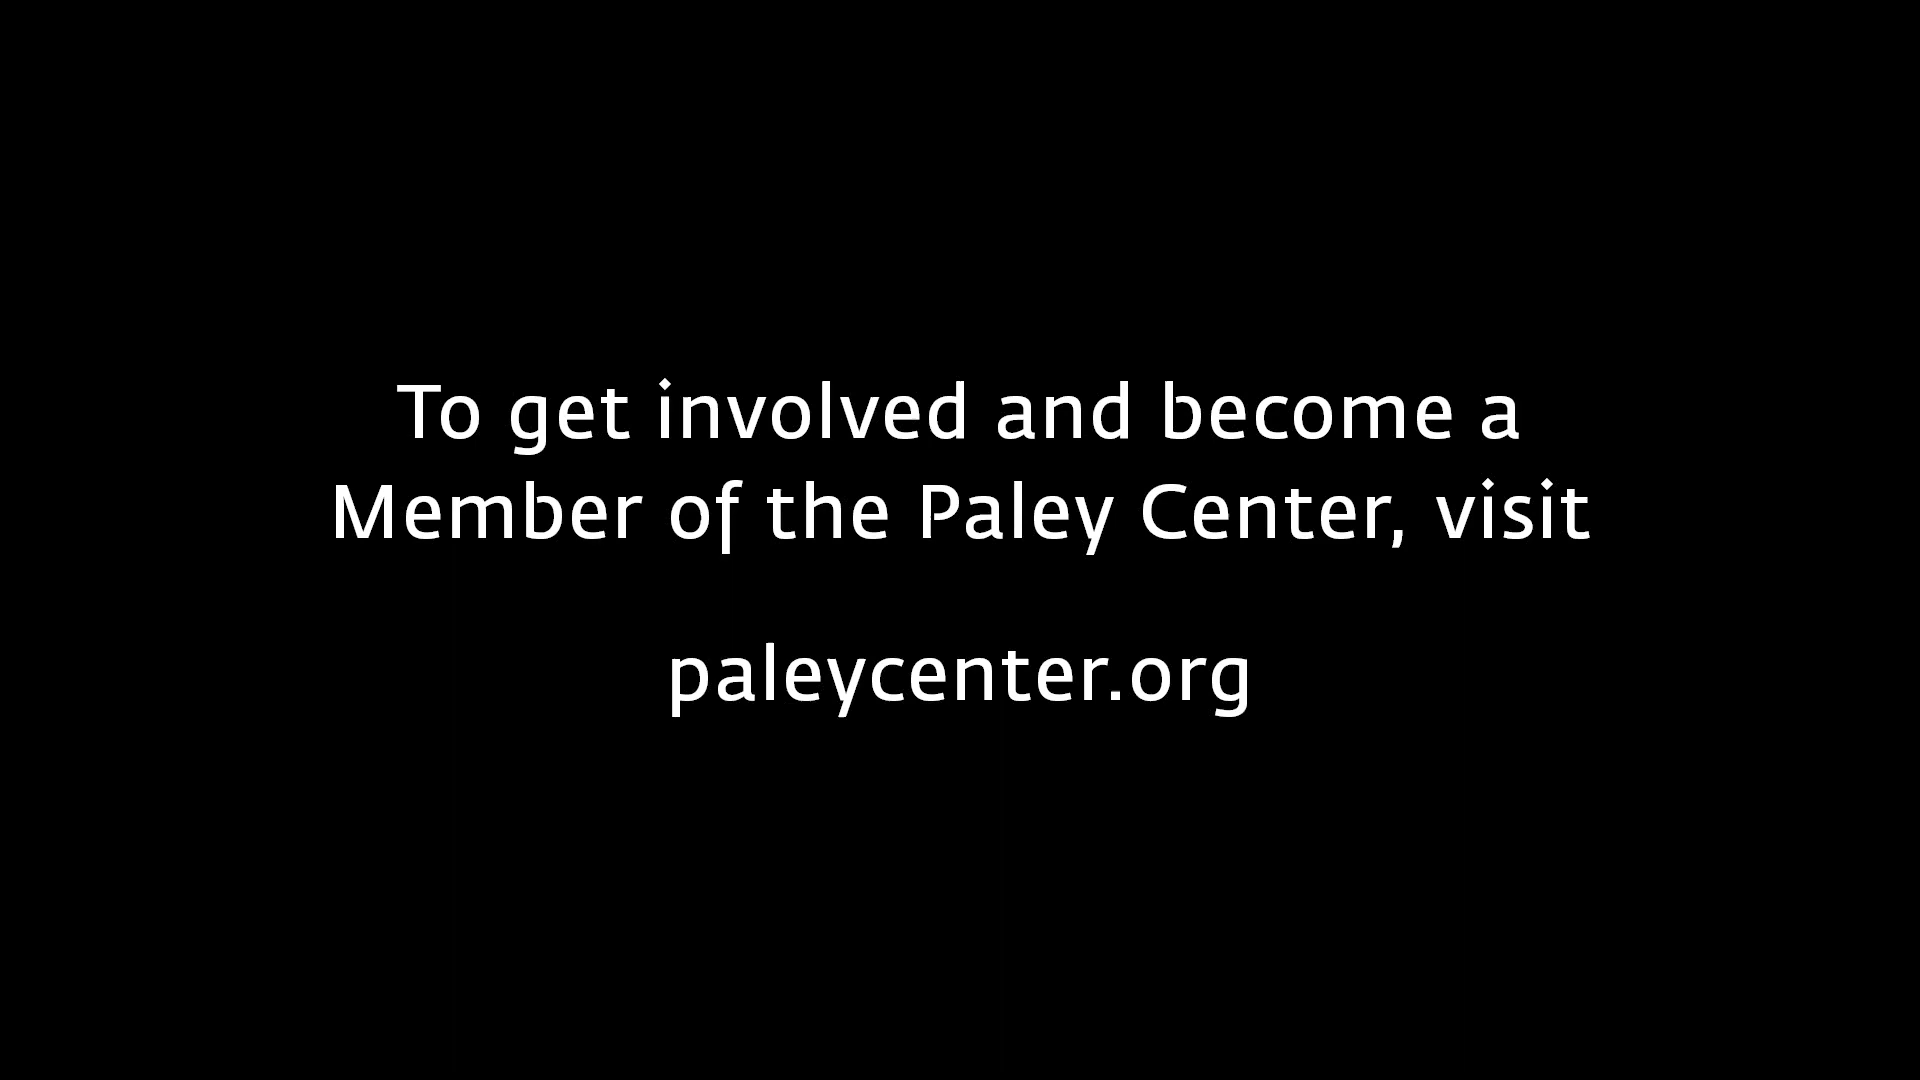 To get involved and become a
Member of the Paley Center, visit
paleycenter.org